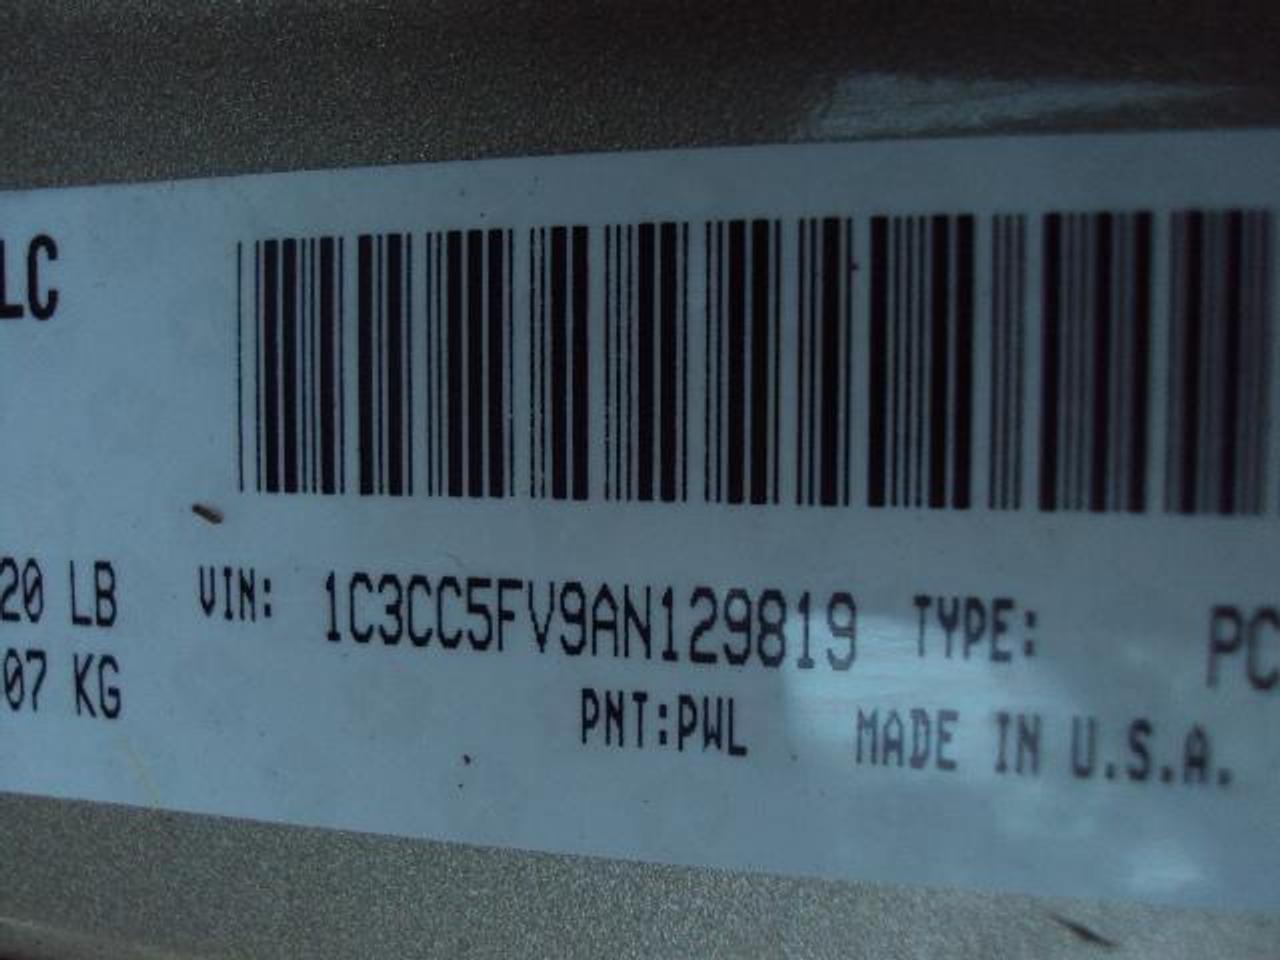 LC
20 LB VIN: 1C3CC5FV9AN129819 TYPE: PC
07 KG PNT:PWL MADE IN U.S.A.